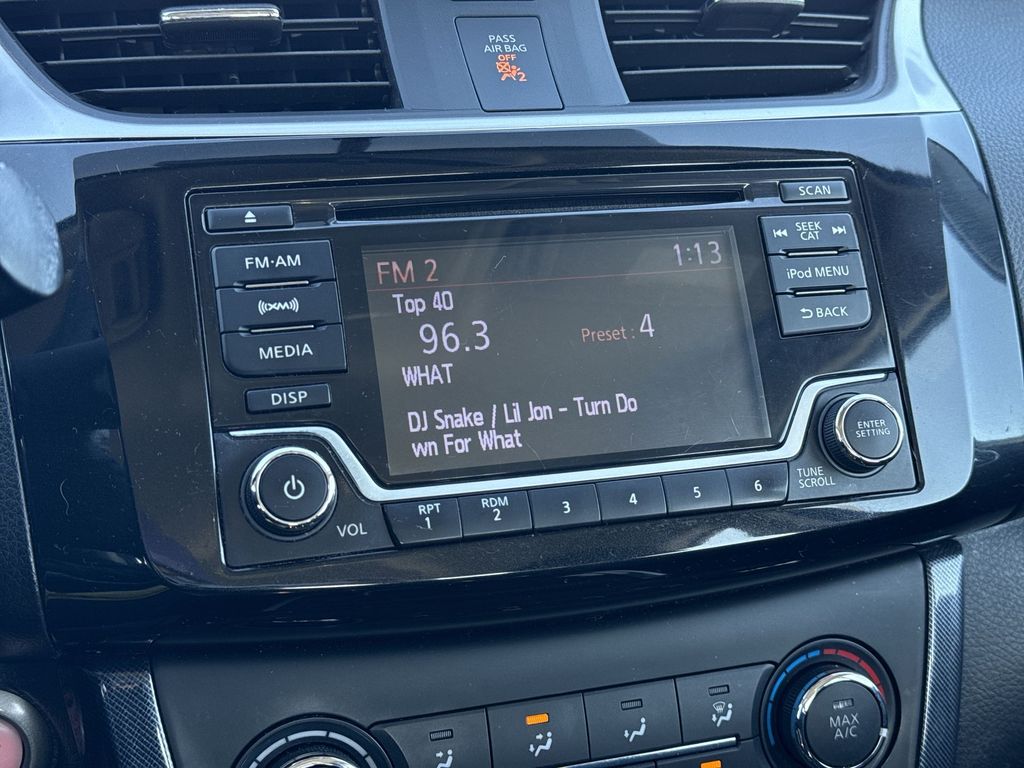 PASS
AIR BAG
OFF
2
SCAN
SEEK
CAT
FM·AM
iPod MENU
((XM))
BACK
MEDIA
DISP
FM 2 1:13
Top 40
96.3 Preset : 4
WHAT
DJ Snake / Lil Jon - Turn Do
wn For What
ENTER
SETTING
TUNE
SCROLL
VOL
RPT
1
RDM
2
3
4
5
6
MAX
A/C